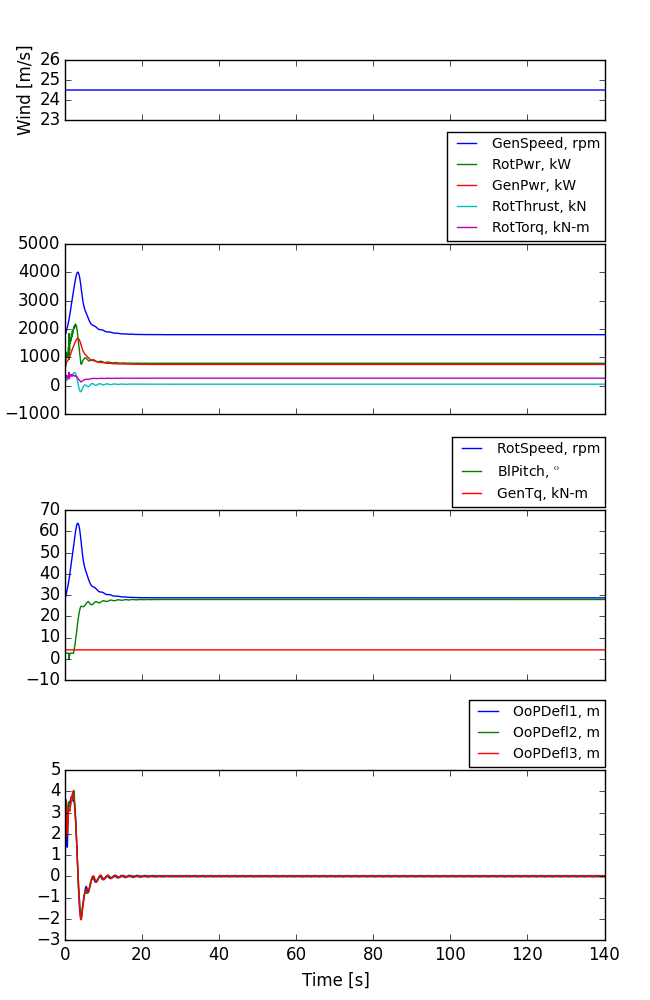 Wind [m/s]
26
25
24
23
GenSpeed, rpm
RotPwr, kW
GenPwr, kW
RotThrust, kN
RotTorq, kN-m
5000
4000
3000
2000
1000
0
−1000
RotSpeed, rpm
BlPitch, °
GenTq, kN-m
70
60
50
40
30
20
10
0
−10
OoPDefl1, m
OoPDefl2, m
OoPDefl3, m
5
4
3
2
1
0
−1
−2
−3
0 20 40 60 80 100 120 140
Time [s]